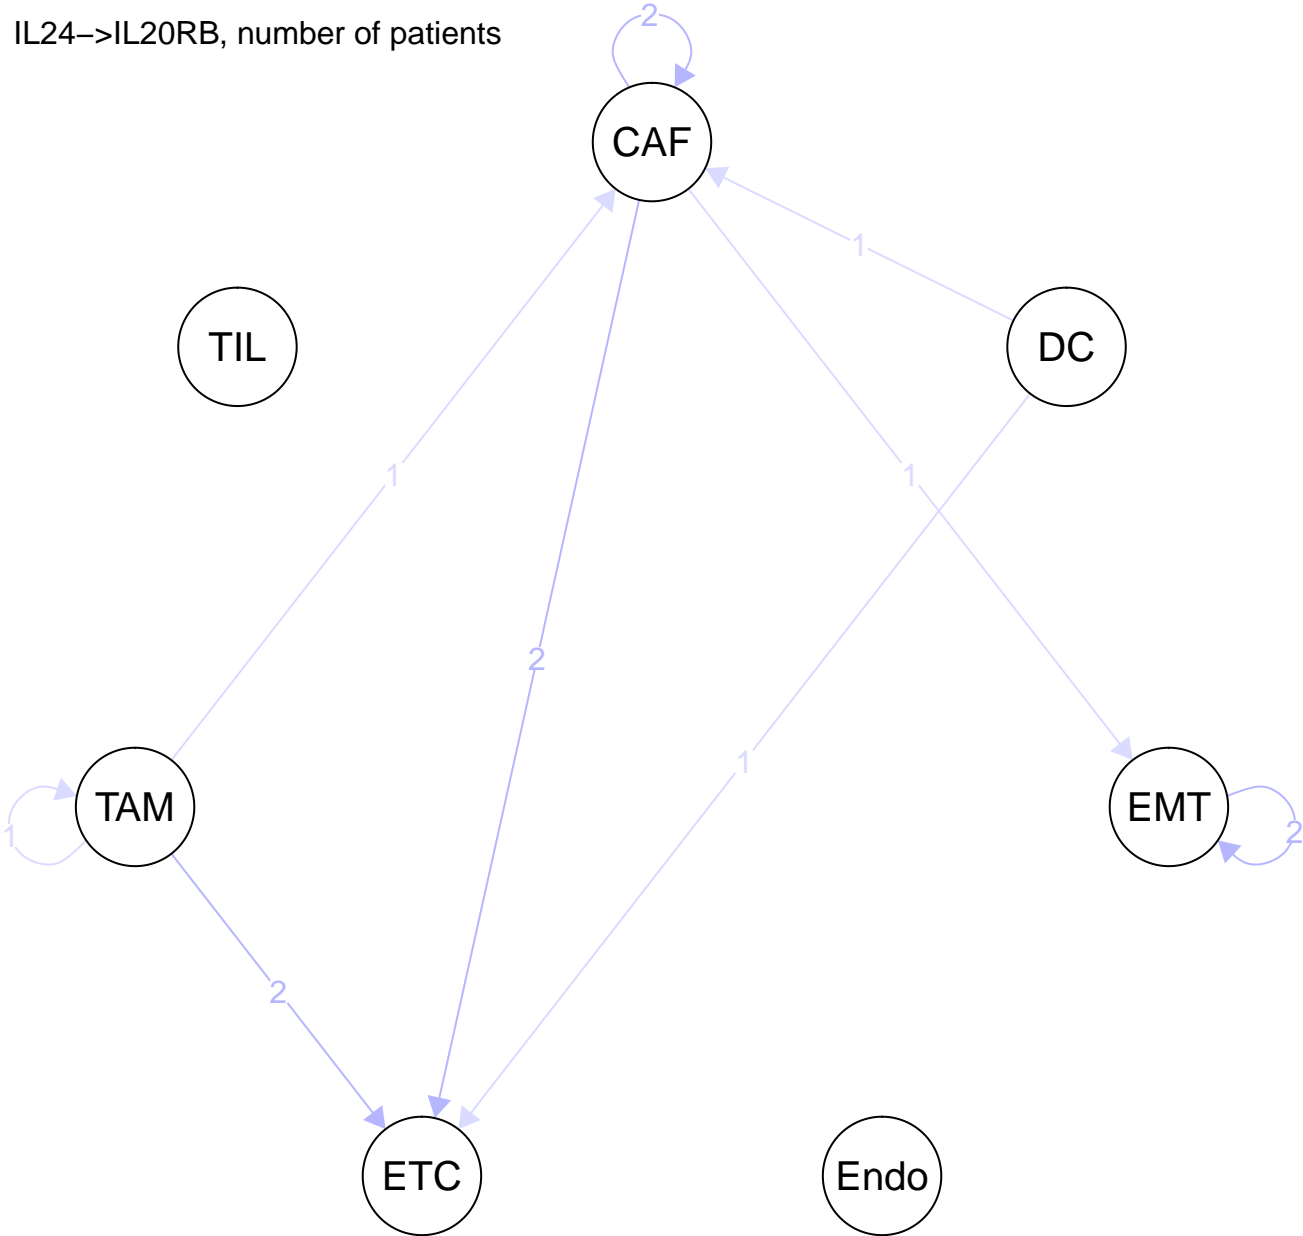 IL24−>IL20RB, number of patients
2
CAF
1
TIL
DC
1
1
2
1
TAM
EMT
1
2
2
ETC
Endo